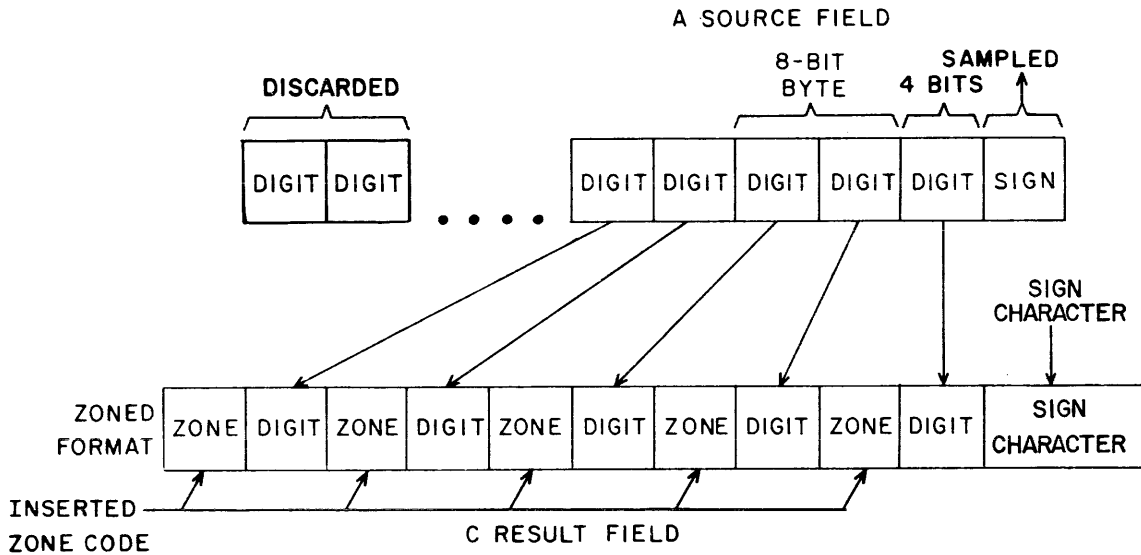 A SOURCE FIELD
DISCARDED
8-BIT
BYTE
4 BITS
SAMPLED
DIGIT DIGIT DIGIT DIGIT DIGIT DIGIT DIGIT SIGN
SIGN
CHARACTER
ZONED
FORMAT
ZONE DIGIT ZONE DIGIT ZONE DIGIT ZONE DIGIT ZONE DIGIT
SIGN
CHARACTER
INSERTED
ZONE CODE
C RESULT FIELD